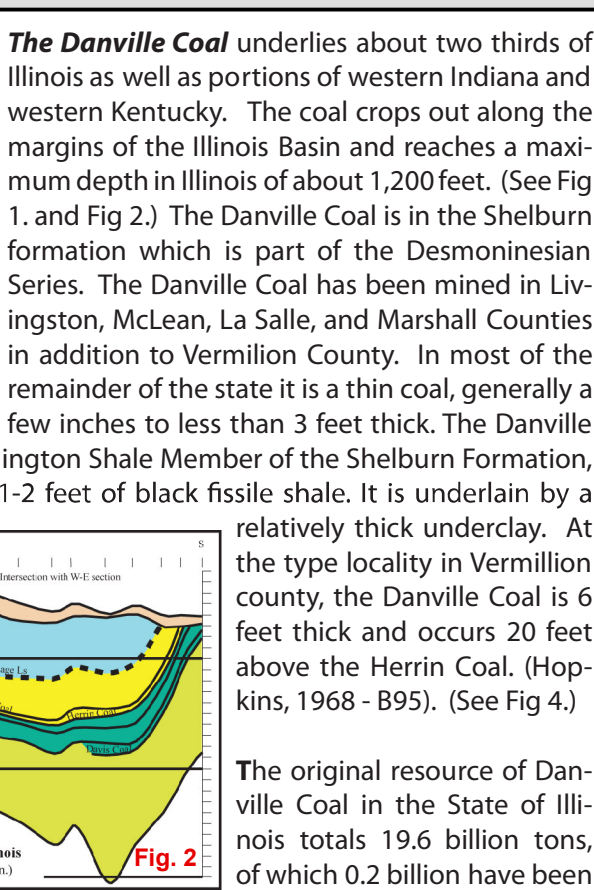 The Danville Coal underlies about two thirds of
Illinois as well as portions of western Indiana and
western Kentucky. The coal crops out along the
margins of the Illinois Basin and reaches a maxi-
mum depth in Illinois of about 1,200 feet. (See Fig
1. and Fig 2.) The Danville Coal is in the Shelburn
formation which is part of the Desmoninesian
Series. The Danville Coal has been mined in Liv-
ingston, McLean, La Salle, and Marshall Counties
in addition to Vermilion County. In most of the
remainder of the state it is a thin coal, generally a
few inches to less than 3 feet thick. The Danville
ington Shale Member of the Shelburn Formation,
1-2 feet of black fissile shale. It is underlain by a
relatively thick underclay. At
the type locality in Vermillion
county, the Danville Coal is 6
feet thick and occurs 20 feet
above the Herrin Coal. (Hop-
kins, 1968 - B95). (See Fig 4.)
The original resource of Dan-
ville Coal in the State of Illi-
nois totals 19.6 billion tons,
of which 0.2 billion have been
S
Intersection with W-E section
age Ls
Herrin Coal
Davis Coal
nois
n.)
Fig. 2